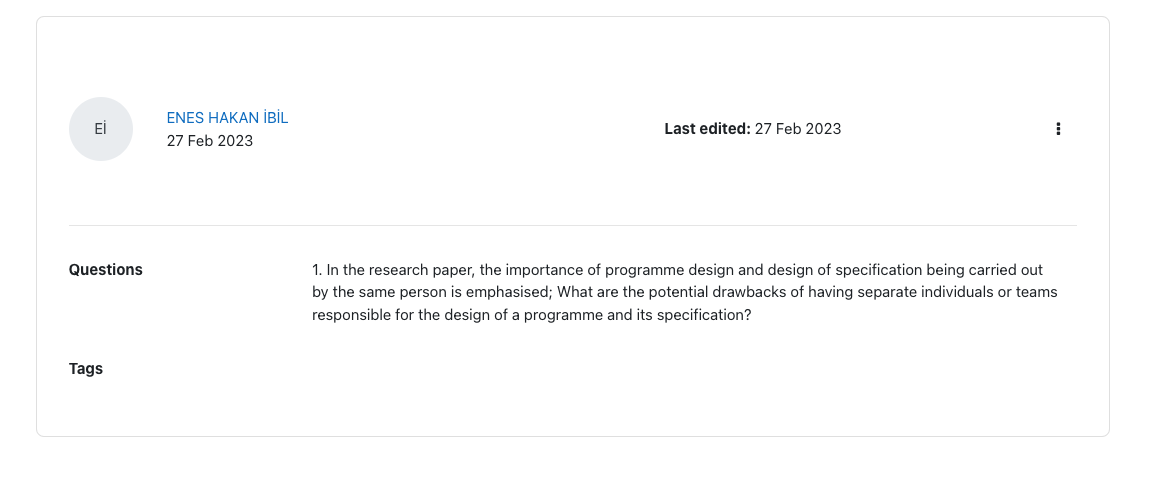 Eİ
ENES HAKAN İBİL
27 Feb 2023
Last edited: 27 Feb 2023
Questions
1. In the research paper, the importance of programme design and design of specification being carried out
by the same person is emphasised; What are the potential drawbacks of having separate individuals or teams
responsible for the design of a programme and its specification?
Tags